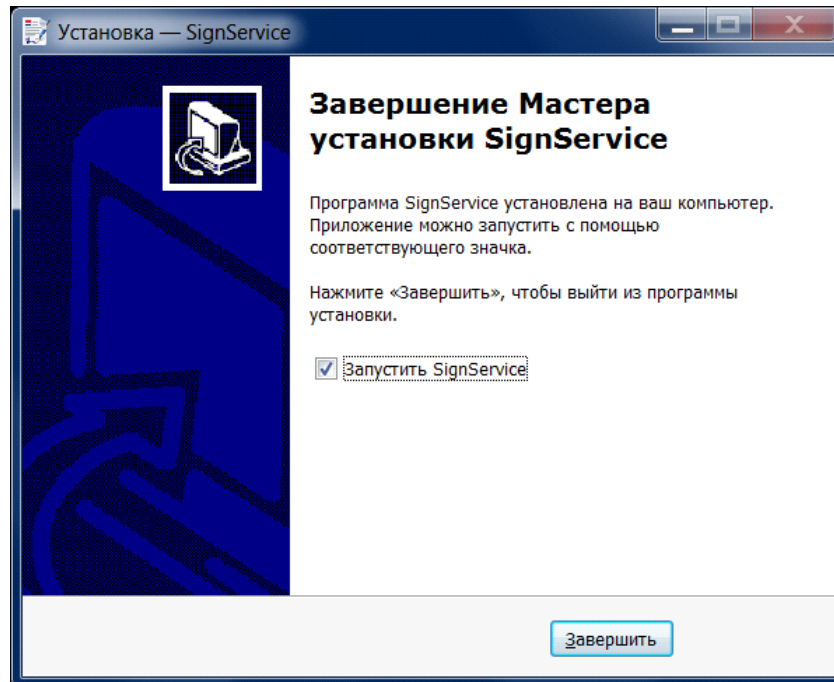 Установка — SignService
Завершение Мастера
установки SignService
Программа SignService установлена на ваш компьютер.
Приложение можно запустить с помощью
соответствующего значка.
Нажмите «Завершить», чтобы выйти из программы
установки.
Запустить SignService
Завершить